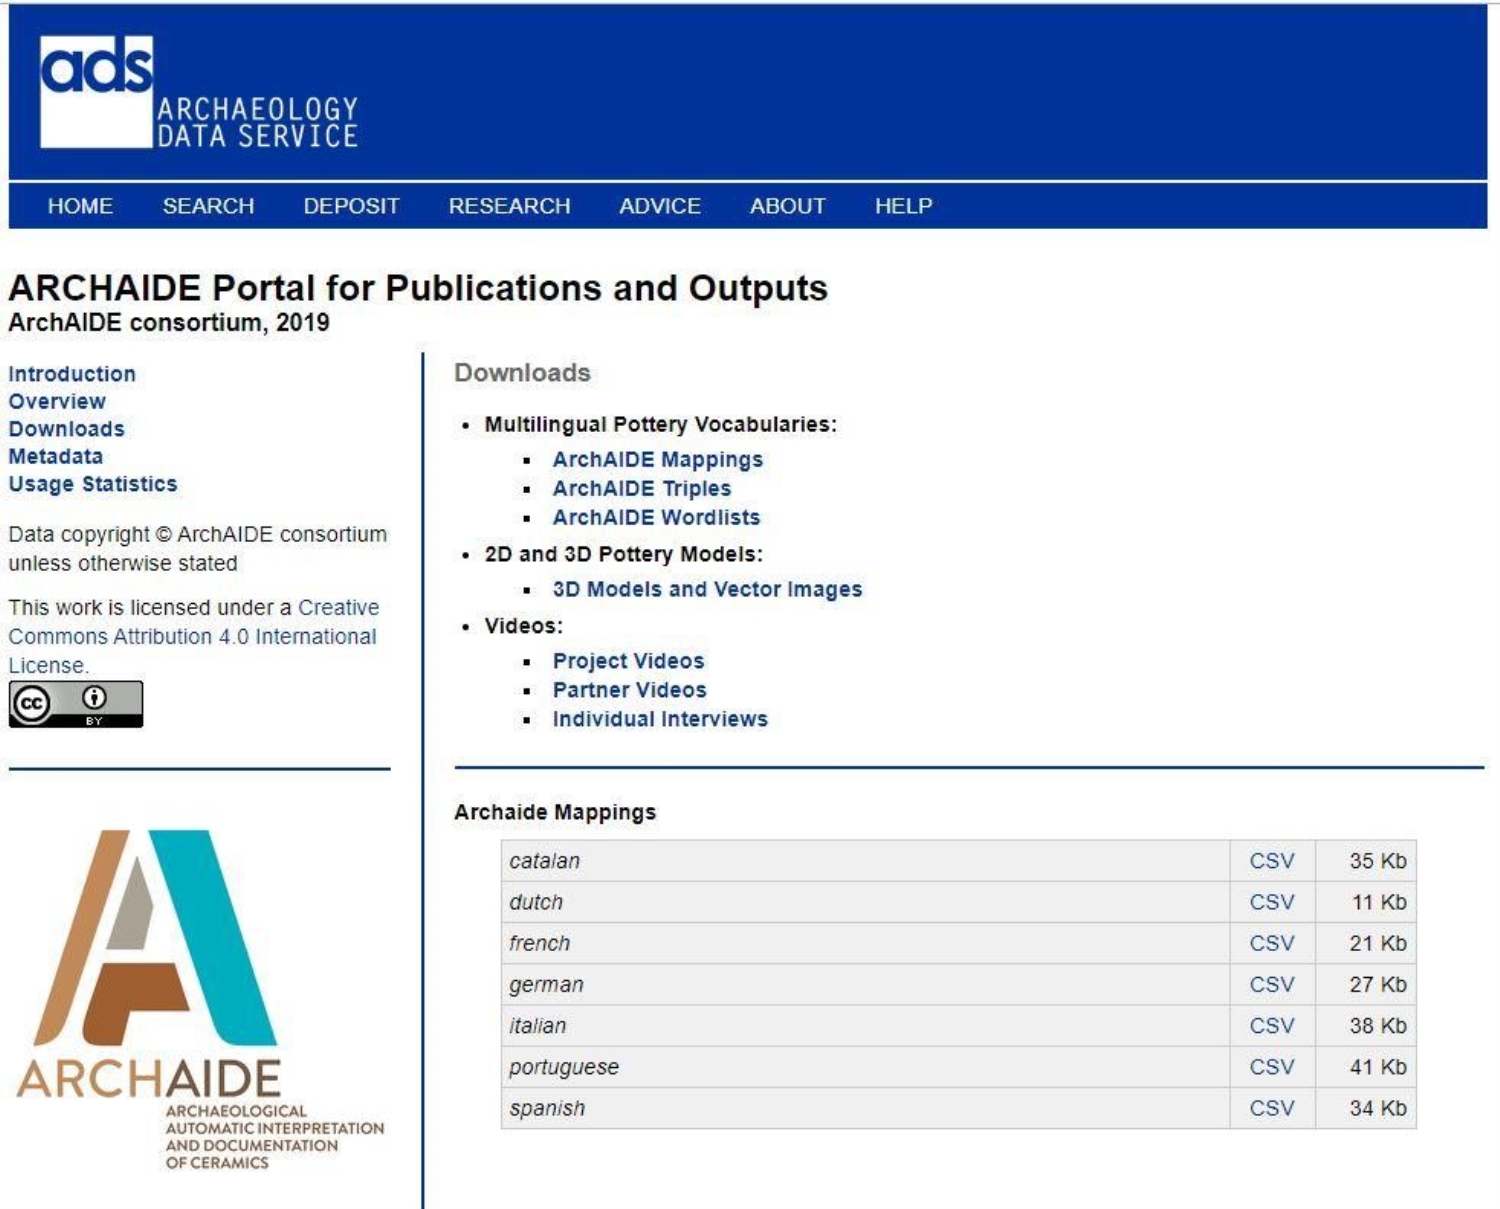 ads
ARCHAEOLOGY
DATA SERVICE
HOME SEARCH DEPOSIT RESEARCH ADVICE ABOUT HELP
ARCHAIDE Portal for Publications and Outputs
ArchAIDE consortium, 2019
Introduction
Overview
Downloads
Metadata
Usage Statistics
Data copyright © ArchAIDE consortium
unless otherwise stated
This work is licensed under a Creative
Commons Attribution 4.0 International
License.
cc
BY
ARCHAIDE
ARCHAEOLOGICAL
AUTOMATIC INTERPRETATION
AND DOCUMENTATION
OF CERAMICS
Downloads
• Multilingual Pottery Vocabularies:
▪ ArchAIDE Mappings
▪ ArchAIDE Triples
▪ ArchAIDE Wordlists
• 2D and 3D Pottery Models:
▪ 3D Models and Vector Images
• Videos:
▪ Project Videos
▪ Partner Videos
▪ Individual Interviews
Archaide Mappings
catalan CSV 35 Kb
dutch CSV 11 Kb
french CSV 21 Kb
german CSV 27 Kb
italian CSV 38 Kb
portuguese CSV 41 Kb
spanish CSV 34 Kb